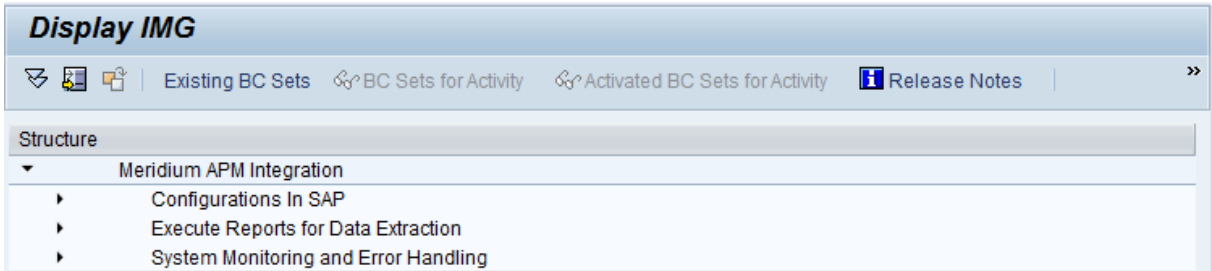 Display IMG
Existing BC Sets BC Sets for Activity Activated BC Sets for Activity Release Notes »
Structure
Meridium APM Integration
Configurations In SAP
Execute Reports for Data Extraction
System Monitoring and Error Handling